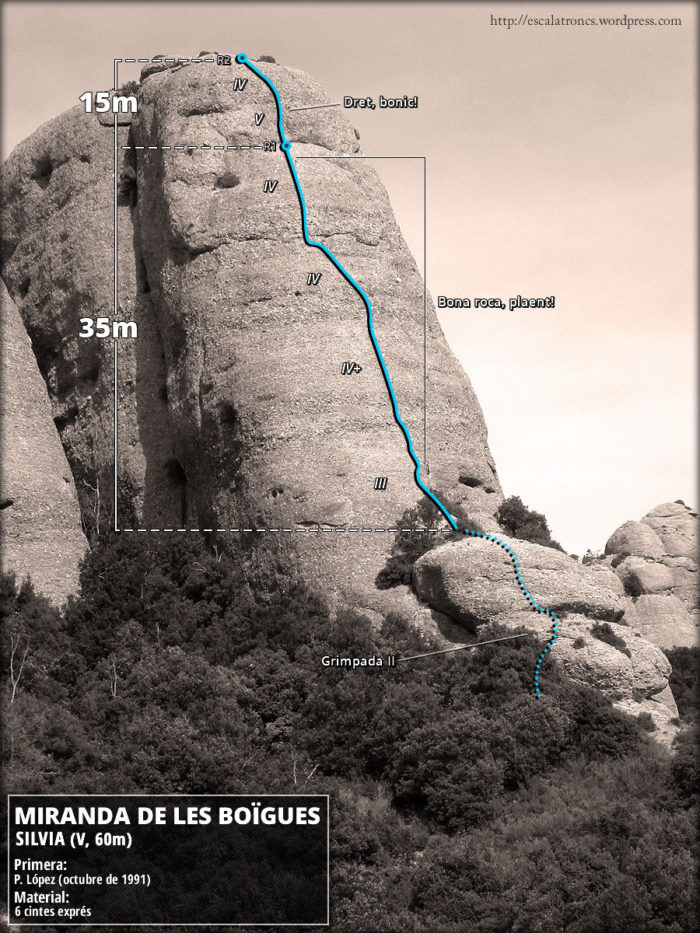 http://escalatroncs.wordpress.com
R2
IV
15m
Dret, bonic!
V
R1
IV
IV
Bona roca, plaent!
35m
IV+
III
Grimpada II
MIRANDA DE LES BOÏGUES
SILVIA (V, 60m)
Primera:
P. López (octubre de 1991)
Material:
6 cintes exprés